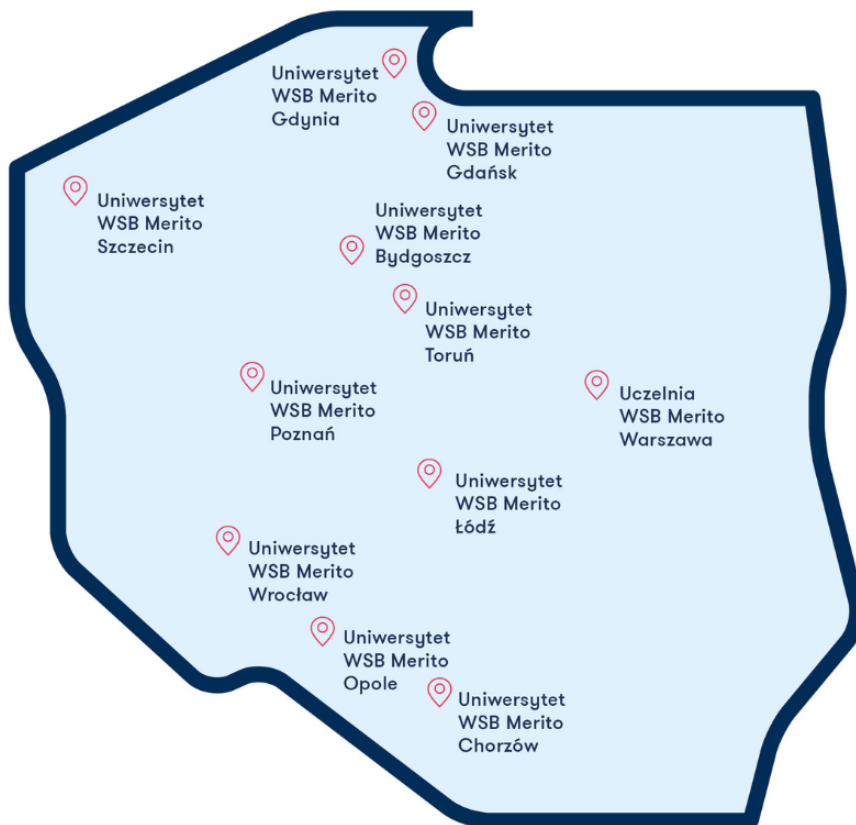 Uniwersytet
WSB Merito
Gdynia
Uniwersytet
WSB Merito
Gdańsk
Uniwersytet
WSB Merito
Szczecin
Uniwersytet
WSB Merito
Bydgoszcz
Uniwersytet
WSB Merito
Toruń
Uniwersytet
WSB Merito
Poznań
Uczelnia
WSB Merito
Warszawa
Uniwersytet
WSB Merito
Łódź
Uniwersytet
WSB Merito
Wrocław
Uniwersytet
WSB Merito
Opole
Uniwersytet
WSB Merito
Chorzów